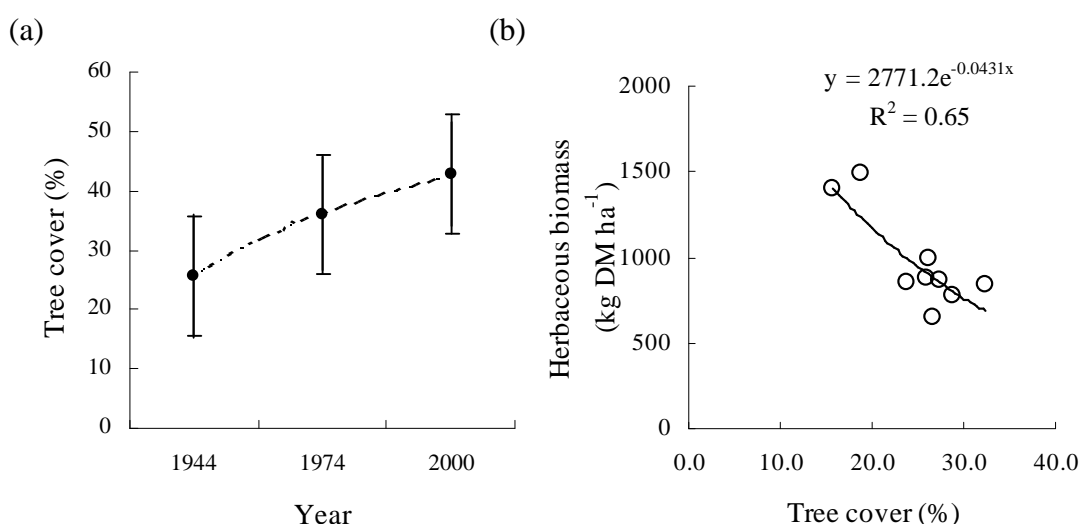 (a)
60
50
40
30
20
10
0
Tree cover (%)
1944
1974
2000
Year
(b)
y = 2771.2e^{-0.0431x}
R² = 0.65
2000
1500
1000
500
0
Herbaceous biomass
(kg DM ha⁻¹)
0.0
10.0
20.0
30.0
40.0
Tree cover (%)